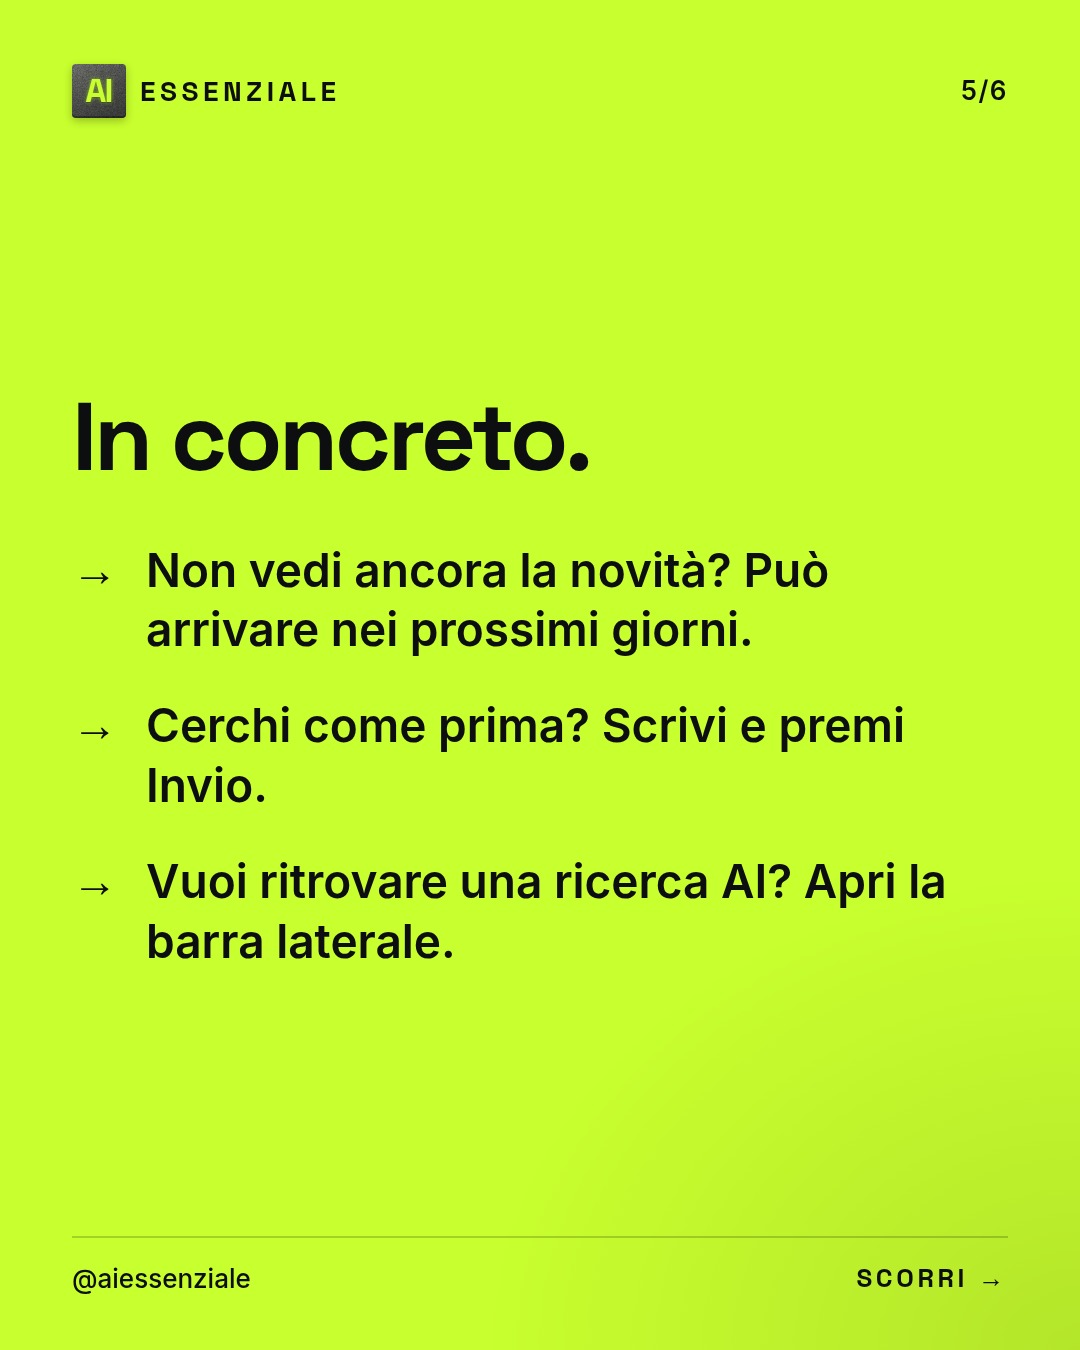 AI ESSENZIALE
5/6
In concreto.
→ Non vedi ancora la novità? Può
arrivare nei prossimi giorni.
→ Cerchi come prima? Scrivi e premi
Invio.
→ Vuoi ritrovare una ricerca AI? Apri la
barra laterale.
@aiessenziale
SCORRI →